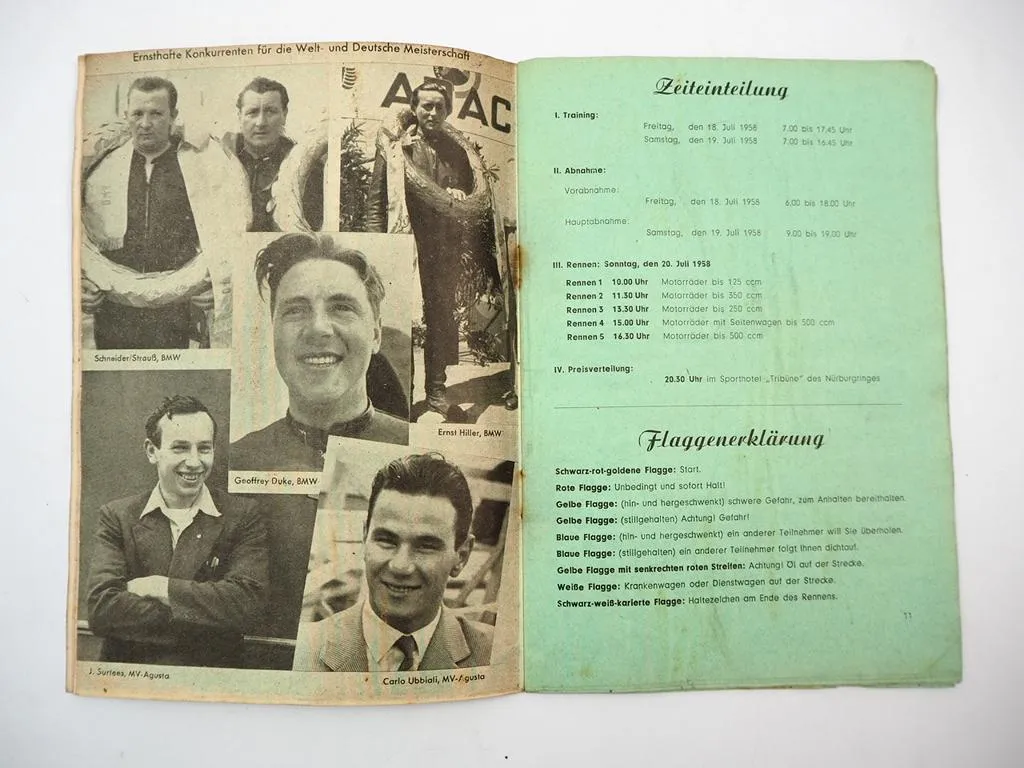 Ernsthafte Konkurrenten für die Welt- und Deutsche Meisterschaft
ADAC
Schneider/Strauß, BMW
Ernst Hiller, BMW
Geoffrey Duke, BMW
J. Surtees, MV-Agusta
Carlo Ubbiali, MV-Agusta
Zeiteinteilung
I. Training:
Freitag, den 18. Juli 1958 7.00 bis 17.45 Uhr
Samstag, den 19. Juli 1958 7.00 bis 16.45 Uhr
II. Abnahme:
Vorabnahme:
Freitag, den 18. Juli 1958 6.00 bis 18.00 Uhr
Hauptabnahme:
Samstag, den 19. Juli 1958 9.00 bis 19.00 Uhr
III. Rennen: Sonntag, den 20. Juli 1958
Rennen 1 10.00 Uhr Motorräder bis 125 ccm
Rennen 2 11.30 Uhr Motorräder bis 350 ccm
Rennen 3 13.30 Uhr Motorräder bis 250 ccm
Rennen 4 15.00 Uhr Motorräder mit Seitenwagen bis 500 ccm
Rennen 5 16.30 Uhr Motorräder bis 500 ccm
IV. Preisverteilung:
20.30 Uhr im Sporthotel „Tribüne" des Nürburgringes
Flaggenerklärung
Schwarz-rot-goldene Flagge: Start.
Rote Flagge: Unbedingt und sofort Halt!
Gelbe Flagge: (hin- und hergeschwenkt) schwere Gefahr, zum Anhalten bereithalten.
Gelbe Flagge: (stillgehalten) Achtung! Gefahr!
Blaue Flagge: (hin- und hergeschwenkt) ein anderer Teilnehmer will Sie überholen.
Blaue Flagge: (stillgehalten) ein anderer Teilnehmer folgt Ihnen dichtauf.
Gelbe Flagge mit senkrechten roten Streifen: Achtung! Öl auf der Strecke.
Weiße Flagge: Krankenwagen oder Dienstwagen auf der Strecke.
Schwarz-weiß-karierte Flagge: Haltezeichen am Ende des Rennens.
11